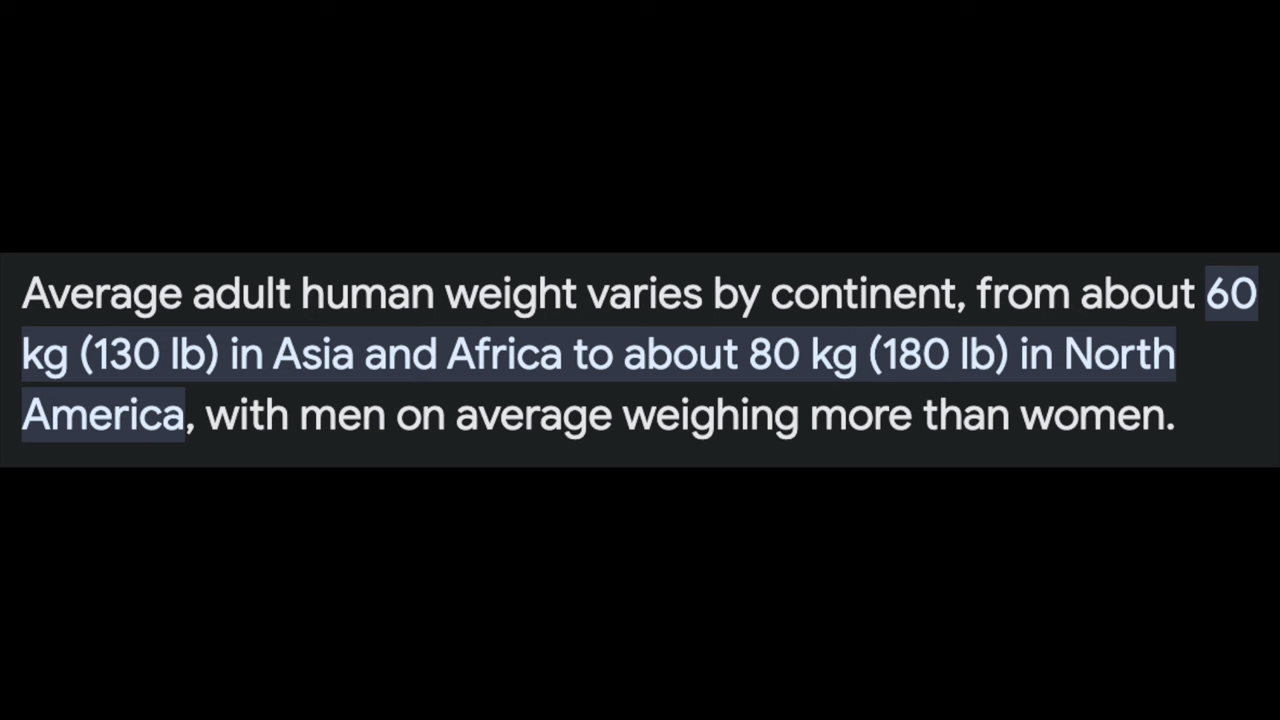 Average adult human weight varies by continent, from about 60
kg (130 lb) in Asia and Africa to about 80 kg (180 lb) in North
America, with men on average weighing more than women.